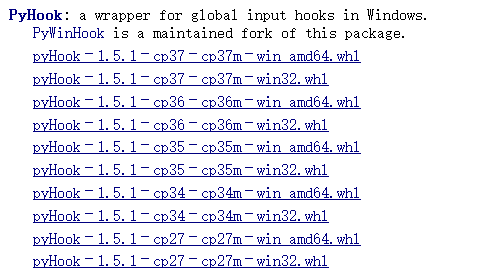 PyHook: a wrapper for global input hooks in Windows.
PyWinHook is a maintained fork of this package.
pyHook‑1.5.1‑cp37‑cp37m‑win_amd64.whl
pyHook‑1.5.1‑cp37‑cp37m‑win32.whl
pyHook‑1.5.1‑cp36‑cp36m‑win_amd64.whl
pyHook‑1.5.1‑cp36‑cp36m‑win32.whl
pyHook‑1.5.1‑cp35‑cp35m‑win_amd64.whl
pyHook‑1.5.1‑cp35‑cp35m‑win32.whl
pyHook‑1.5.1‑cp34‑cp34m‑win_amd64.whl
pyHook‑1.5.1‑cp34‑cp34m‑win32.whl
pyHook‑1.5.1‑cp27‑cp27m‑win_amd64.whl
pyHook‑1.5.1‑cp27‑cp27m‑win32.whl